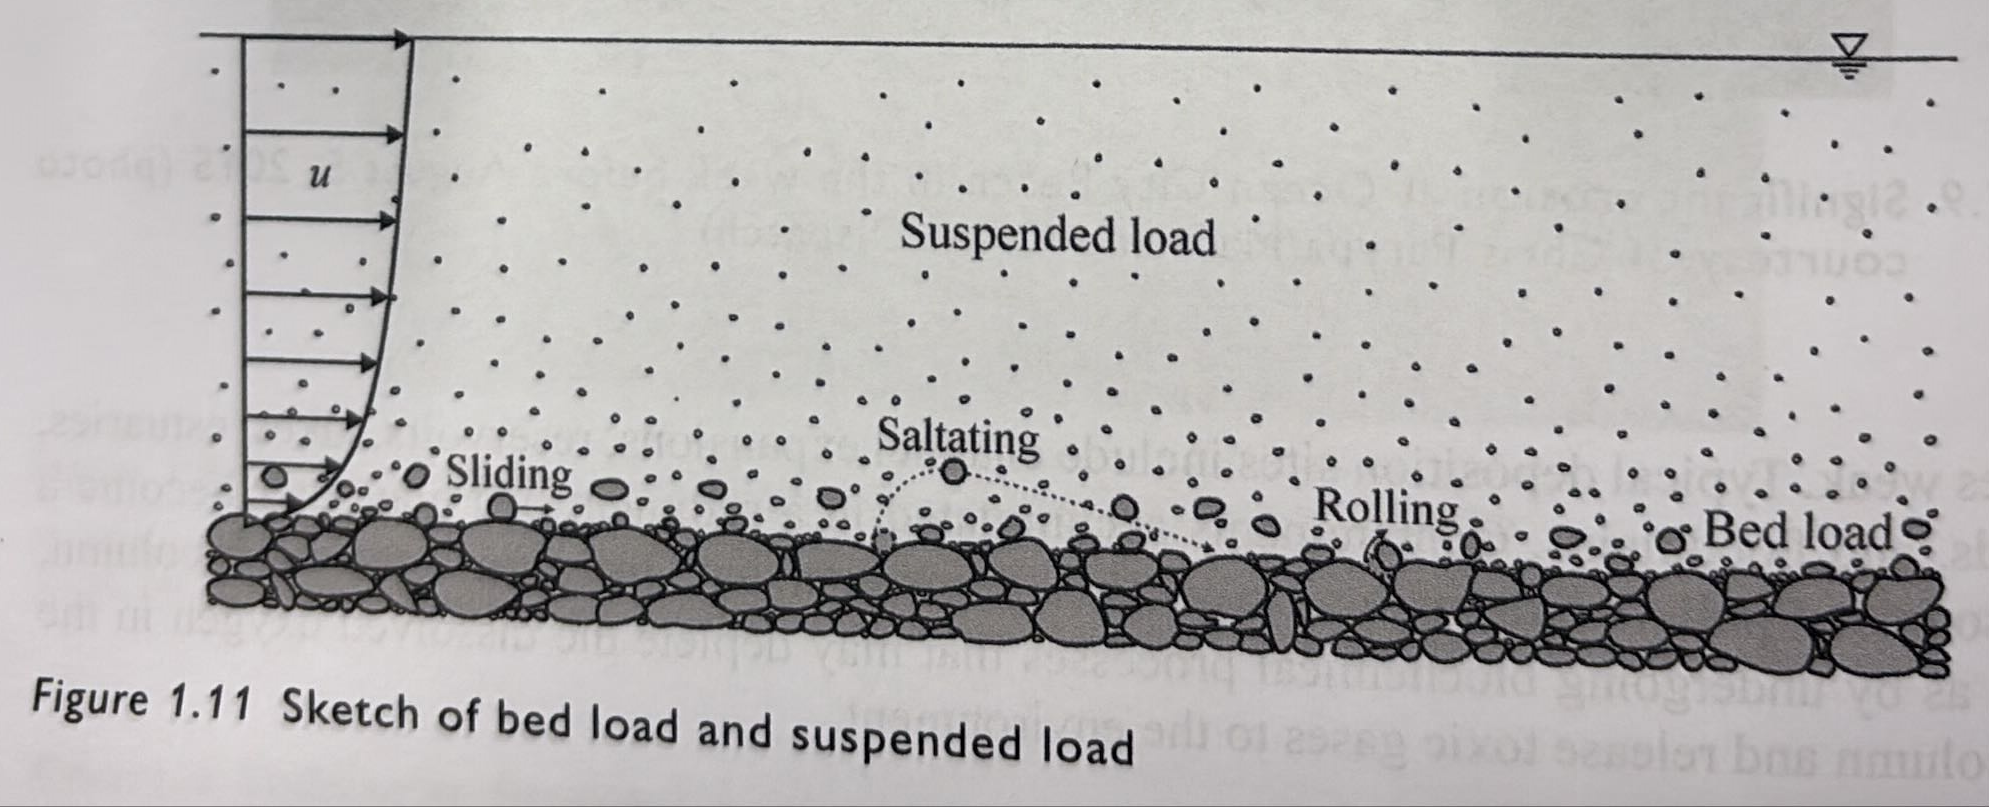 u
Suspended load
Saltating
Sliding
Rolling
Bed load
Figure 1.11 Sketch of bed load and suspended load